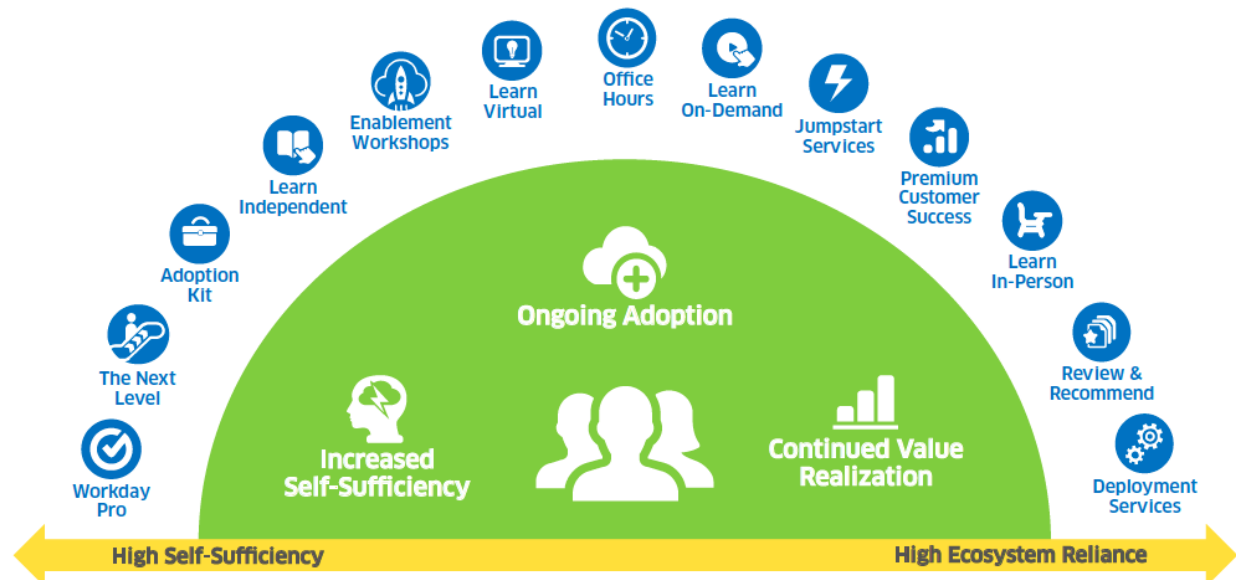 Workday
Pro
The Next
Level
Adoption
Kit
Learn
Independent
Enablement
Workshops
Learn
Virtual
Office
Hours
Learn
On-Demand
Jumpstart
Services
Premium
Customer
Success
Learn
In-Person
Review &
Recommend
Deployment
Services
Ongoing Adoption
Increased
Self-Sufficiency
Continued Value
Realization
High Self-Sufficiency
High Ecosystem Reliance